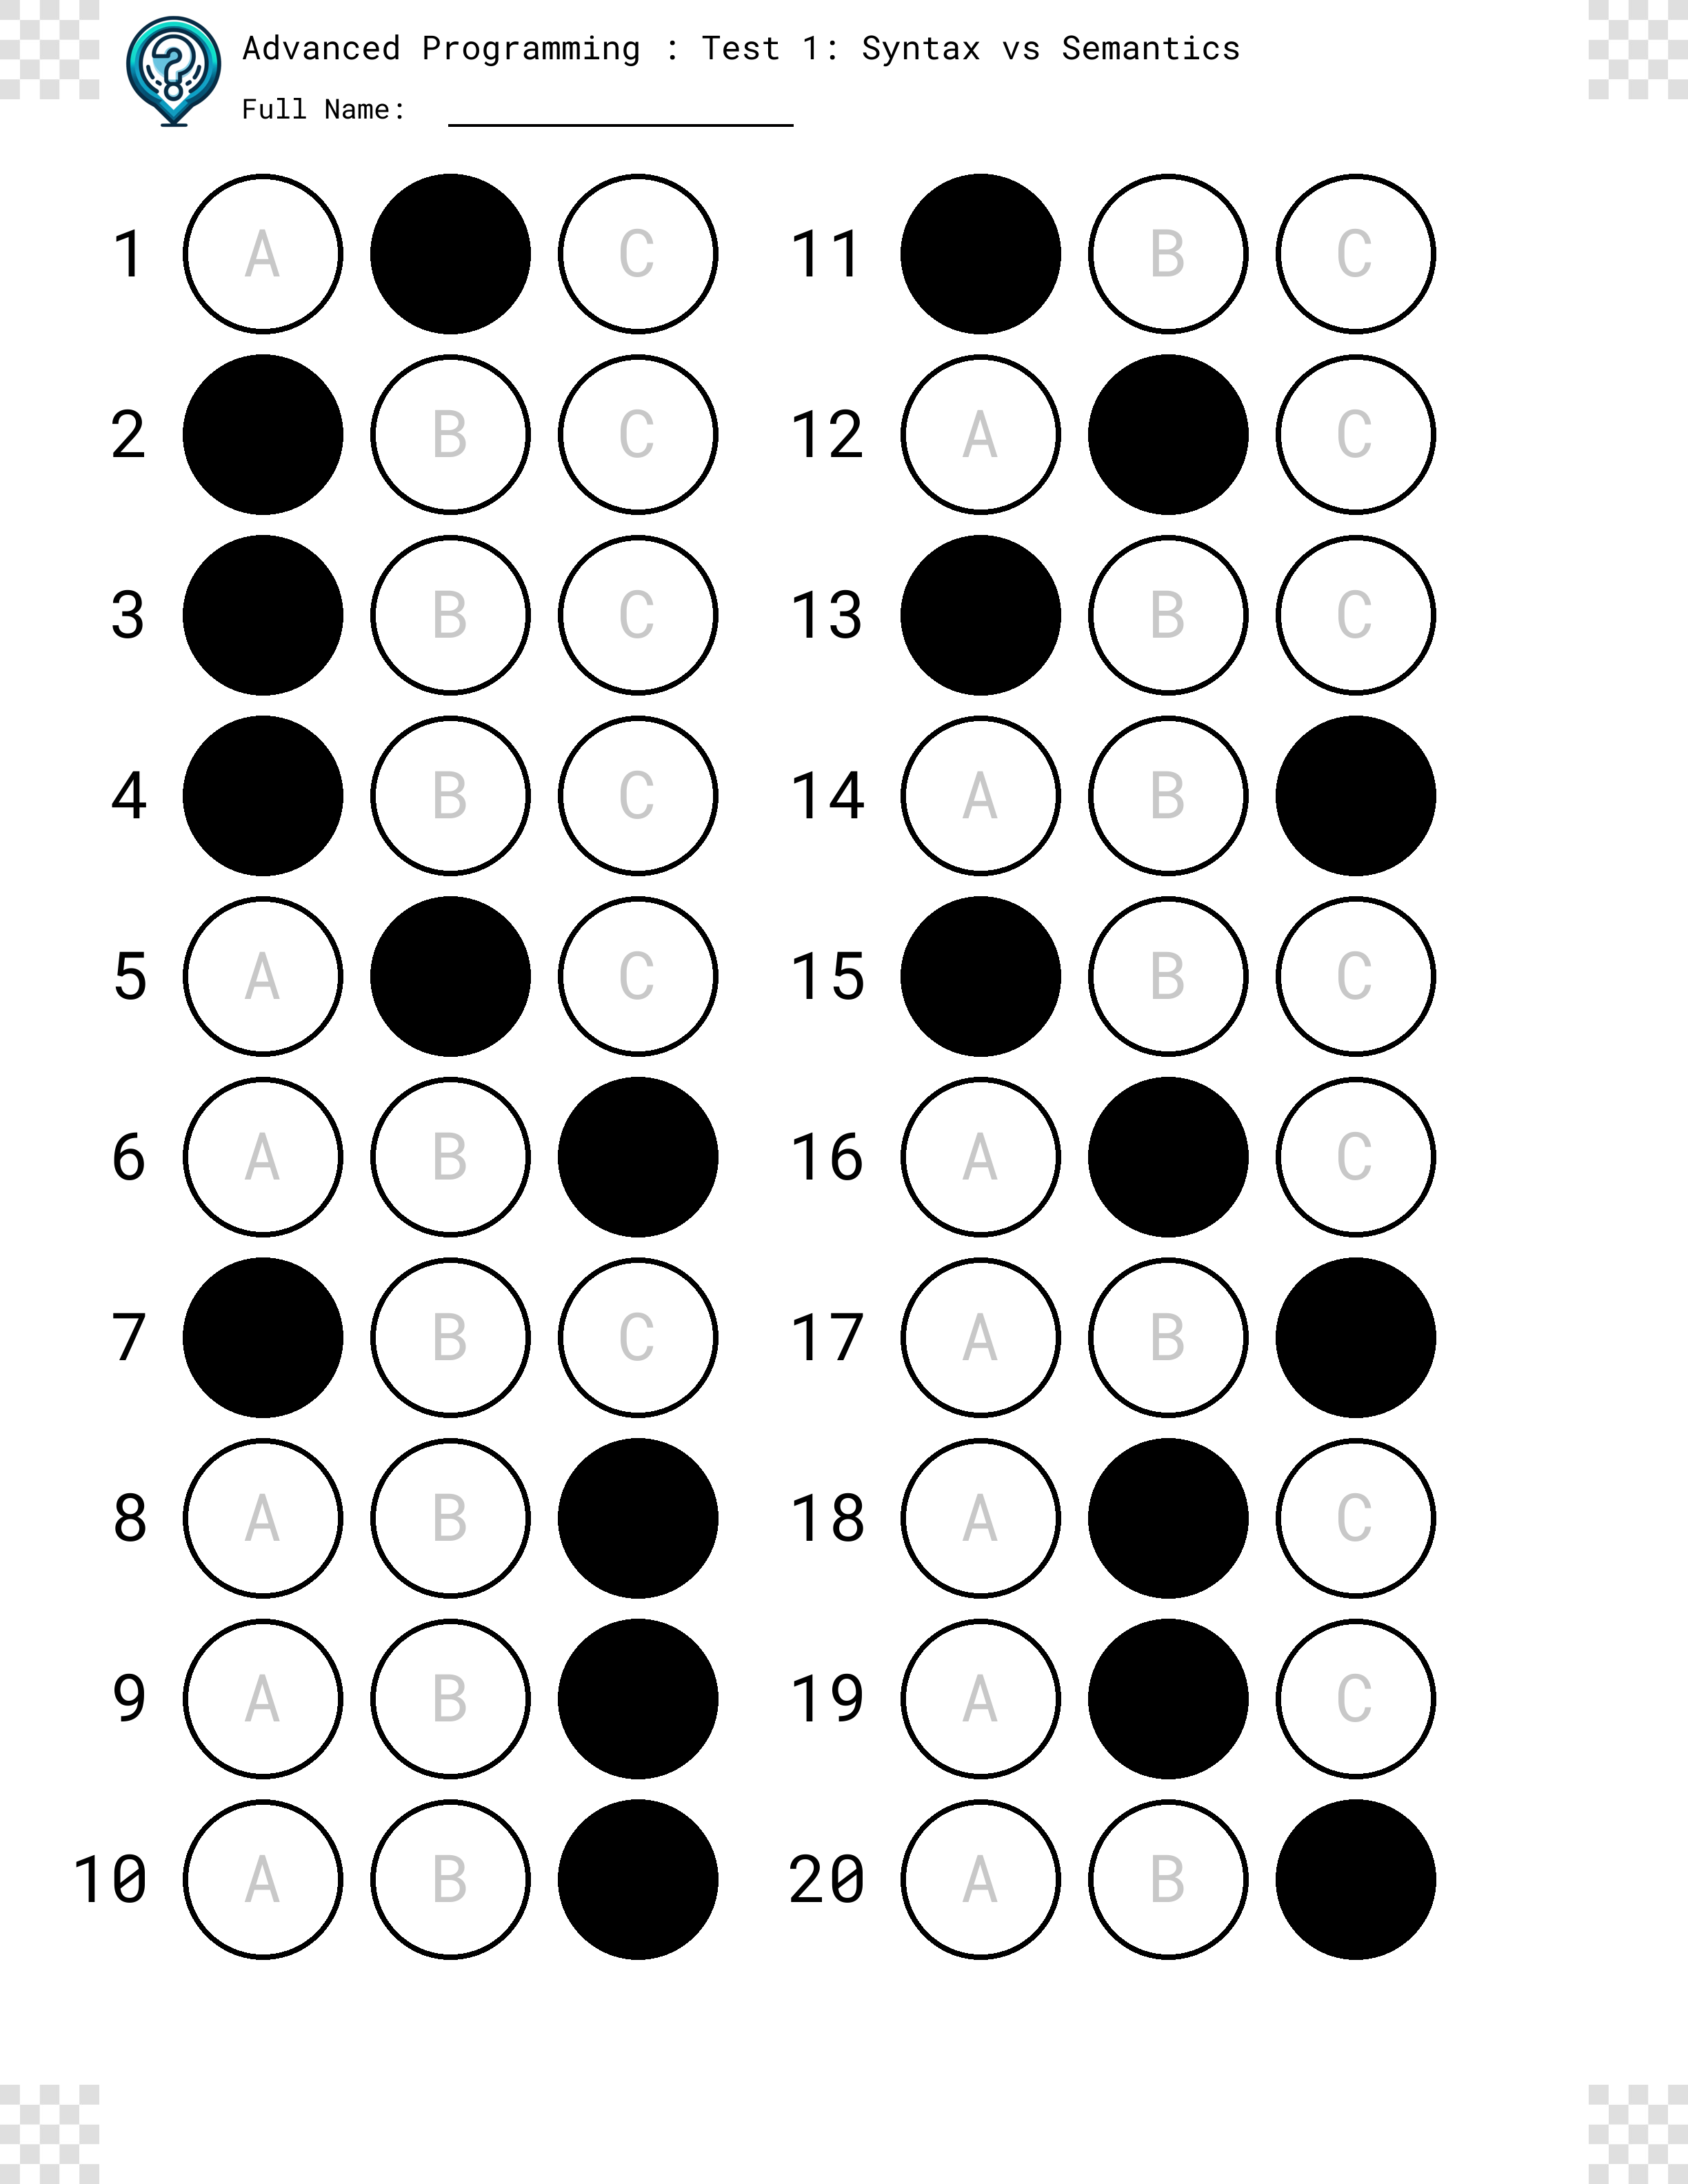 Advanced Programming : Test 1: Syntax vs Semantics
Full Name:
1 A C
2 B C
3 B C
4 B C
5 A C
6 A B
7 B C
8 A B
9 A B
10 A B
11 B C
12 A C
13 B C
14 A B
15 B C
16 A C
17 A B
18 A C
19 A C
20 A B